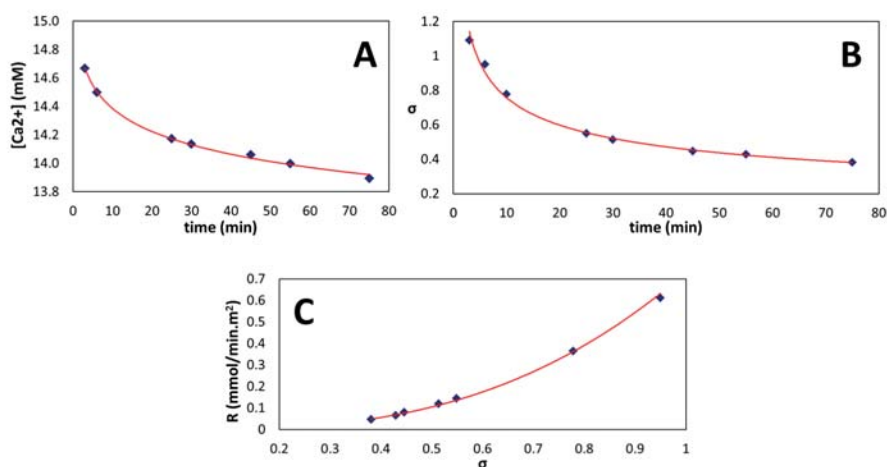 15.0
14.8
14.6
14.4
14.2
14.0
13.8
[Ca2+] (mM)
0 10 20 30 40 50 60 70 80
time (min)
A
1.2
1
0.8
0.6
0.4
0.2
σ
0 10 20 30 40 50 60 70 80
time (min)
B
0.7
0.6
0.5
0.4
0.3
0.2
0.1
0
R (mmol/min.m²)
0.2 0.3 0.4 0.5 0.6 0.7 0.8 0.9 1
σ
C